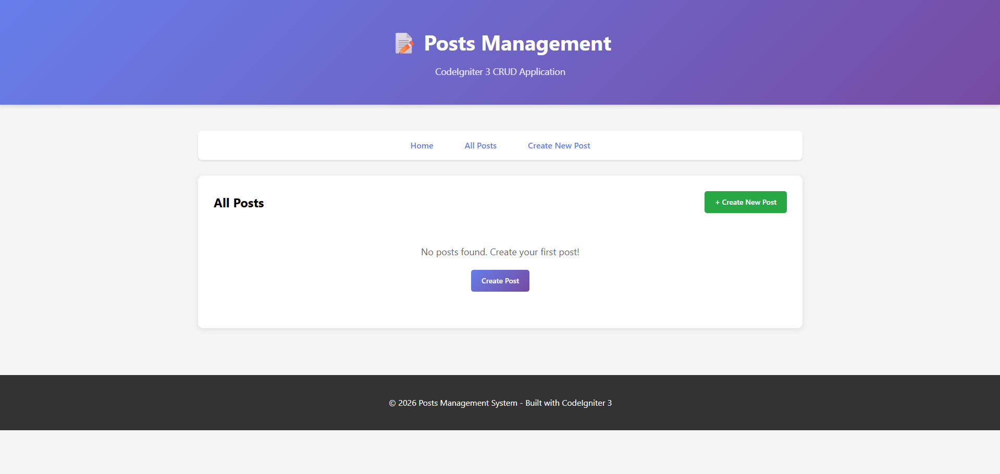 Posts Management
CodeIgniter 3 CRUD Application
Home All Posts Create New Post
All Posts
+ Create New Post
No posts found. Create your first post!
Create Post
© 2026 Posts Management System - Built with CodeIgniter 3